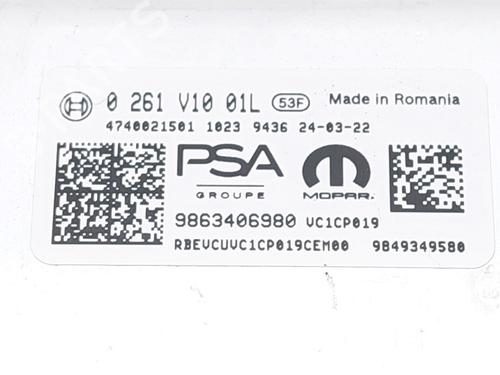 0 261 V10 01L 53F Made in Romania
4740021501 1023 9436 24-03-22
PSA
GROUPE
MOPAR.
9863406980 VC1CP019
RBEVCUVC1CP019CEM00 9849349580